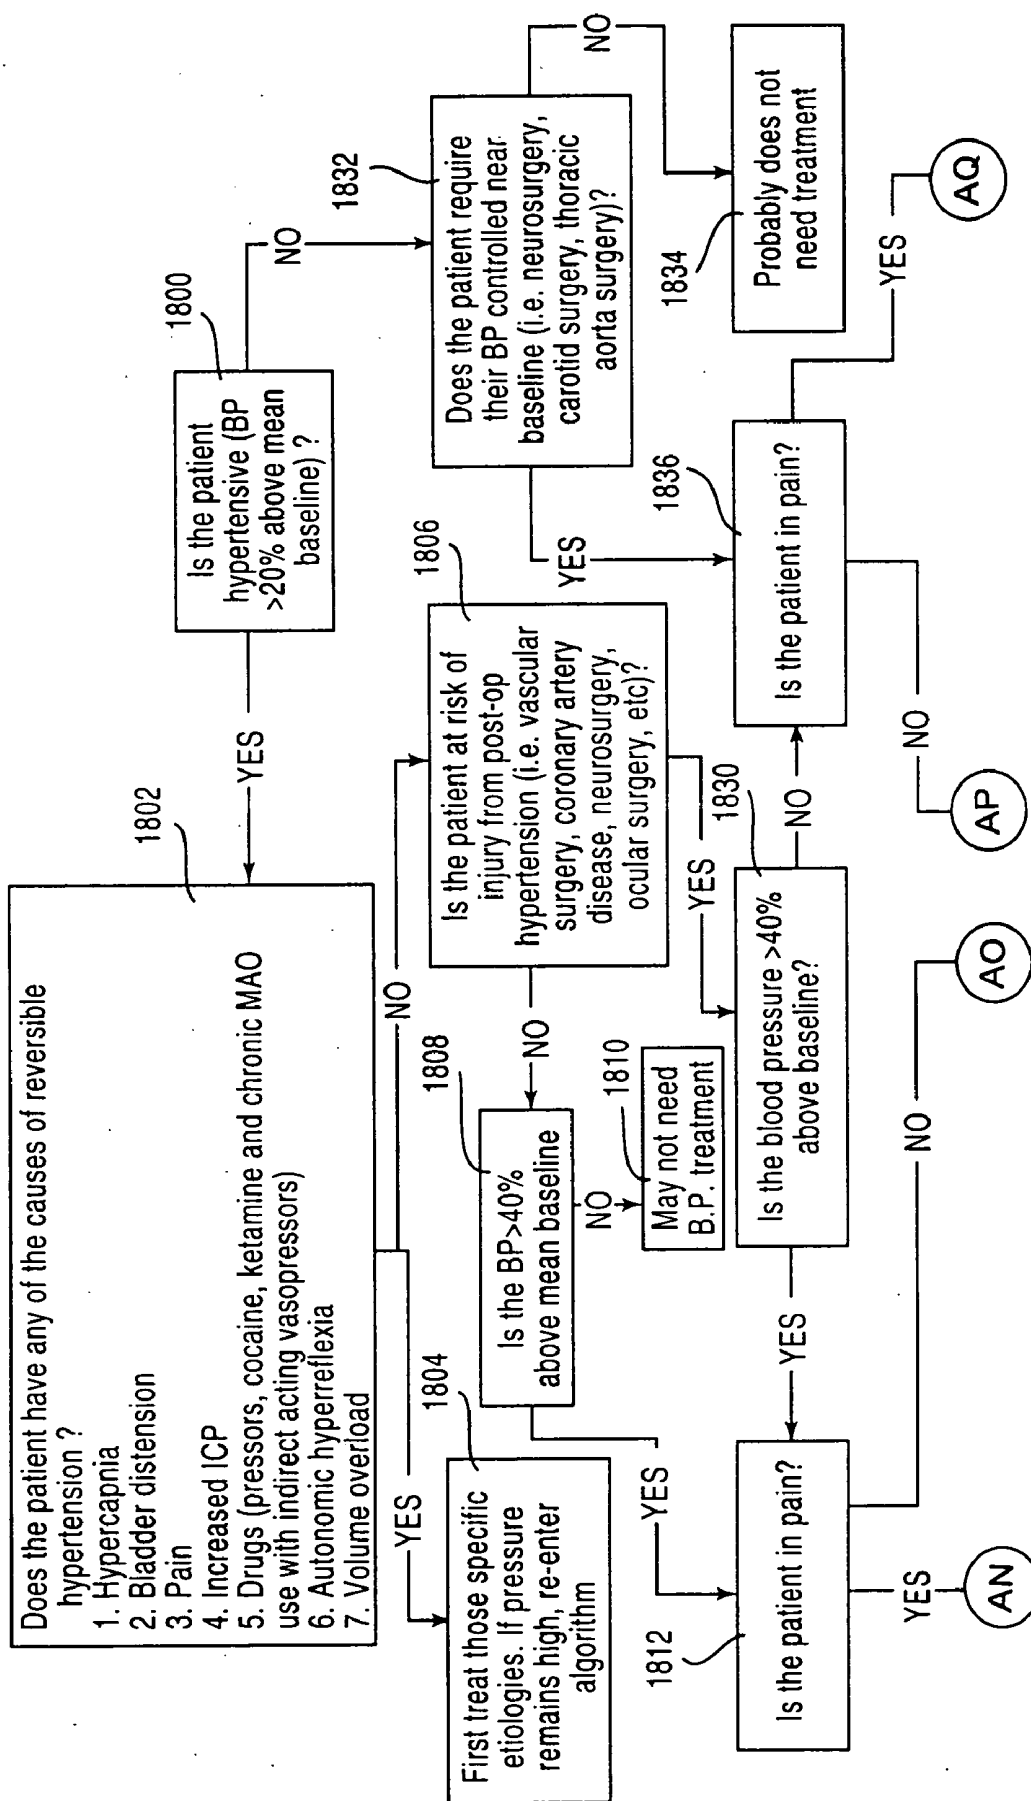 1800
Is the patient
hypertensive (BP
>20% above mean
baseline) ?
YES
NO
1802
Does the patient have any of the causes of reversible
hypertension ?
1. Hypercapnia
2. Bladder distension
3. Pain
4. Increased ICP
5. Drugs (pressors, cocaine, ketamine and chronic MAO
use with indirect acting vasopressors)
6. Autonomic hyperreflexia
7. Volume overload
YES
NO
1804
First treat those specific
etiologies. If pressure
remains high, re-enter
algorithm
1806
Is the patient at risk of
injury from post-op
hypertension (i.e. vascular
surgery, coronary artery
disease, neurosurgery,
ocular surgery, etc)?
NO
YES
1808
Is the BP>40%
above mean baseline
YES
NO
1810
May not need
B.P. treatment
1832
Does the patient require
their BP controlled near
baseline (i.e. neurosurgery,
carotid surgery, thoracic
aorta surgery)?
YES
NO
1834
Probably does not
need treatment
1812
Is the patient in pain?
YES
NO
AN
AO
1830
Is the blood pressure >40%
above baseline?
YES
NO
1836
Is the patient in pain?
NO
YES
AP
AQ